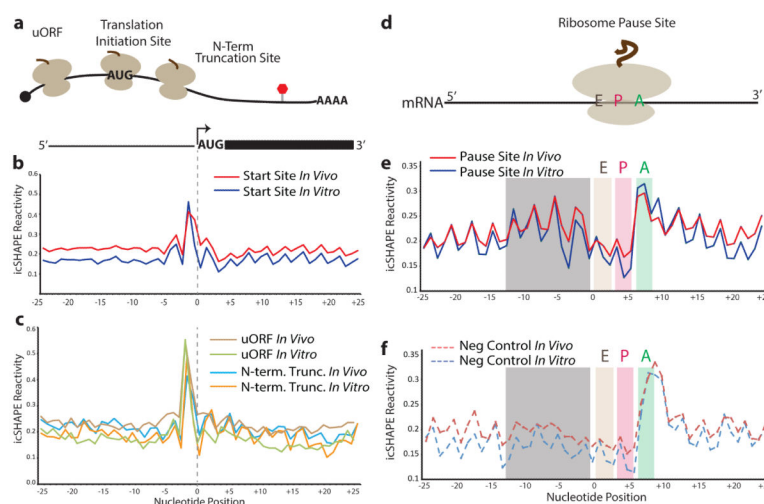 a
uORF
Translation
Initiation Site
N-Term
Truncation Site
AUG
AAAA
5′
AUG
3′
b
icSHAPE Reactivity
0.6
0.5
0.4
0.3
0.2
0.1
Start Site In Vivo
Start Site In Vitro
-25 -20 -15 -10 -5 0 +5 +10 +15 +20 +25
c
icSHAPE Reactivity
0.6
0.5
0.4
0.3
0.2
0.1
0
uORF In Vivo
uORF In Vitro
N-term. Trunc. In Vivo
N-term. Trunc. In Vitro
-25 -20 -15 -10 -5 0 +5 +10 +15 +20 +25
Nucleotide Position
d
Ribosome Pause Site
mRNA 5′ E P A 3′
e
icSHAPE Reactivity
0.35
0.3
0.25
0.2
0.15
0.1
Pause Site In Vivo
Pause Site In Vitro
E P A
-25 -20 -15 -10 -5 0 +5 +10 +15 +20
f
icSHAPE Reactivity
0.35
0.3
0.25
0.2
0.15
0.1
Neg Control In Vivo
Neg Control In Vitro
E P A
-25 -20 -15 -10 -5 0 +5 +10 +15 +20
Nucleotide Position